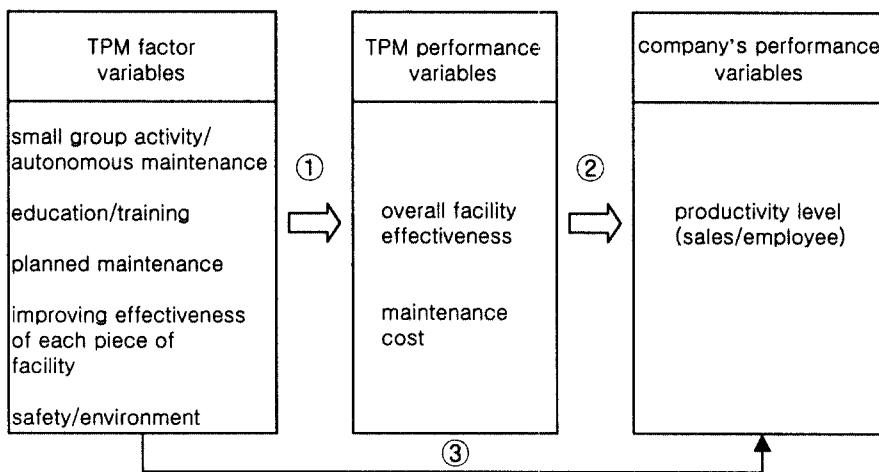 TPM factor
variables
small group activity/
autonomous maintenance
education/training
planned maintenance
improving effectiveness
of each piece of
facility
safety/environment
①
TPM performance
variables
overall facility
effectiveness
maintenance
cost
②
company's performance
variables
productivity level
(sales/employee)
③